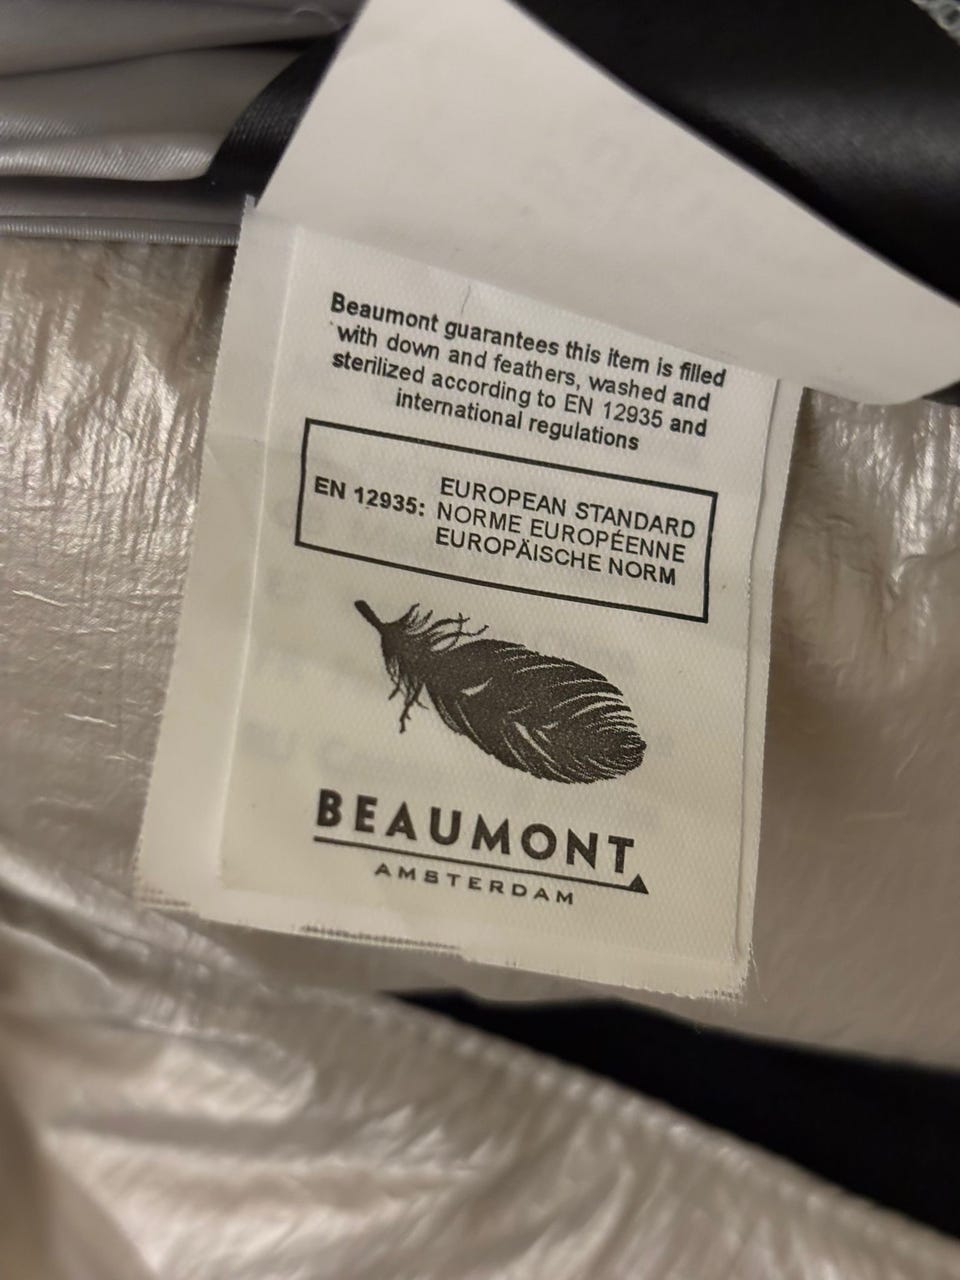 Beaumont guarantees this item is filled
with down and feathers, washed and
sterilized according to EN 12935 and
international regulations
EN 12935:
EUROPEAN STANDARD
NORME EUROPÉENNE
EUROPÄISCHE NORM
BEAUMONT
AMSTERDAM